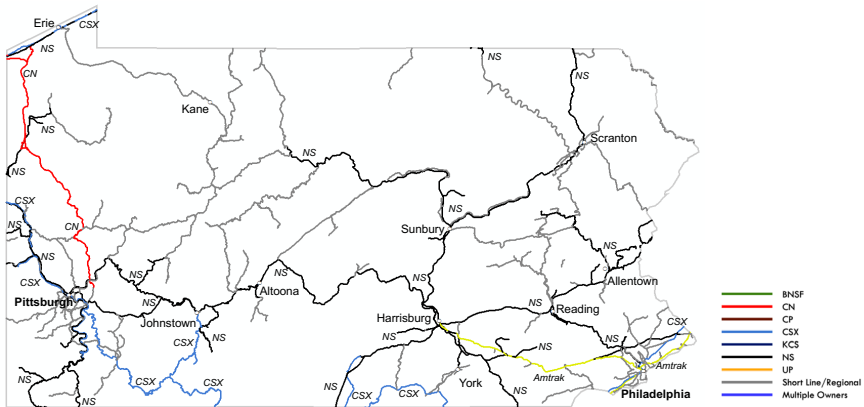 Erie
CSX
NS
CN
NS
Kane
NS
NS
Scranton
NS
NS
CSX
NS
CN
Sunbury
NS
NS
NS
CSX
Pittsburgh
NS
NS
Altoona
NS
Allentown
Johnstown
Harrisburg
NS
Reading
CSX
NS
CSX
NS
NS
NS
Amtrak
Amtrak
York
NS
NS
CSX
CSX
CSX
CSX
Philadelphia
BNSF
CN
CP
CSX
KCS
NS
UP
Short Line/Regional
Multiple Owners